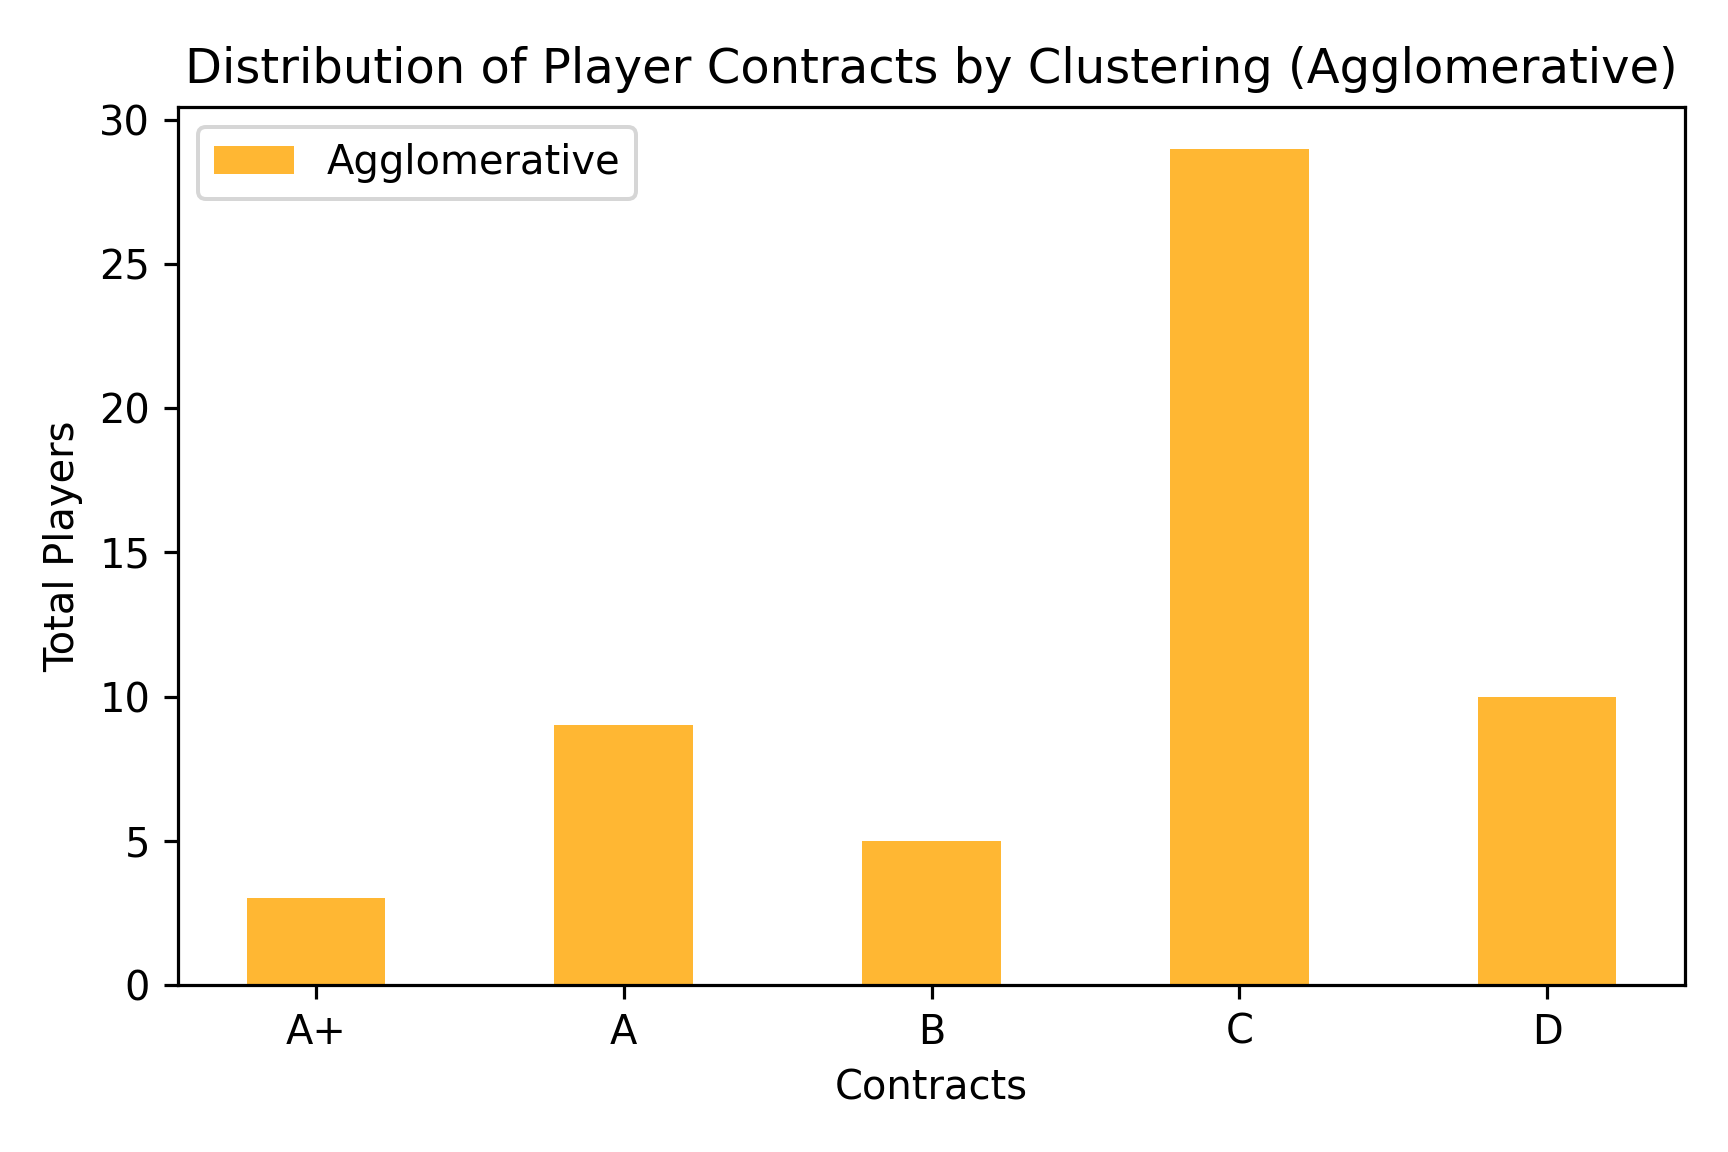 Distribution of Player Contracts by Clustering (Agglomerative)
Agglomerative
30
25
20
15
10
5
0
Total Players
A+ A B C D
Contracts